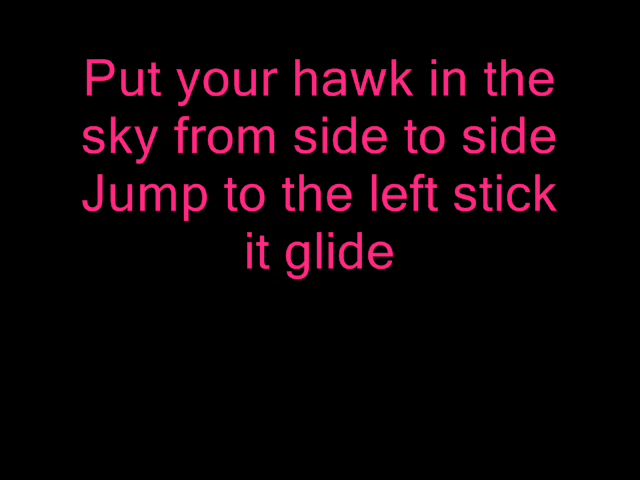 Put your hawk in the
sky from side to side
Jump to the left stick
it glide